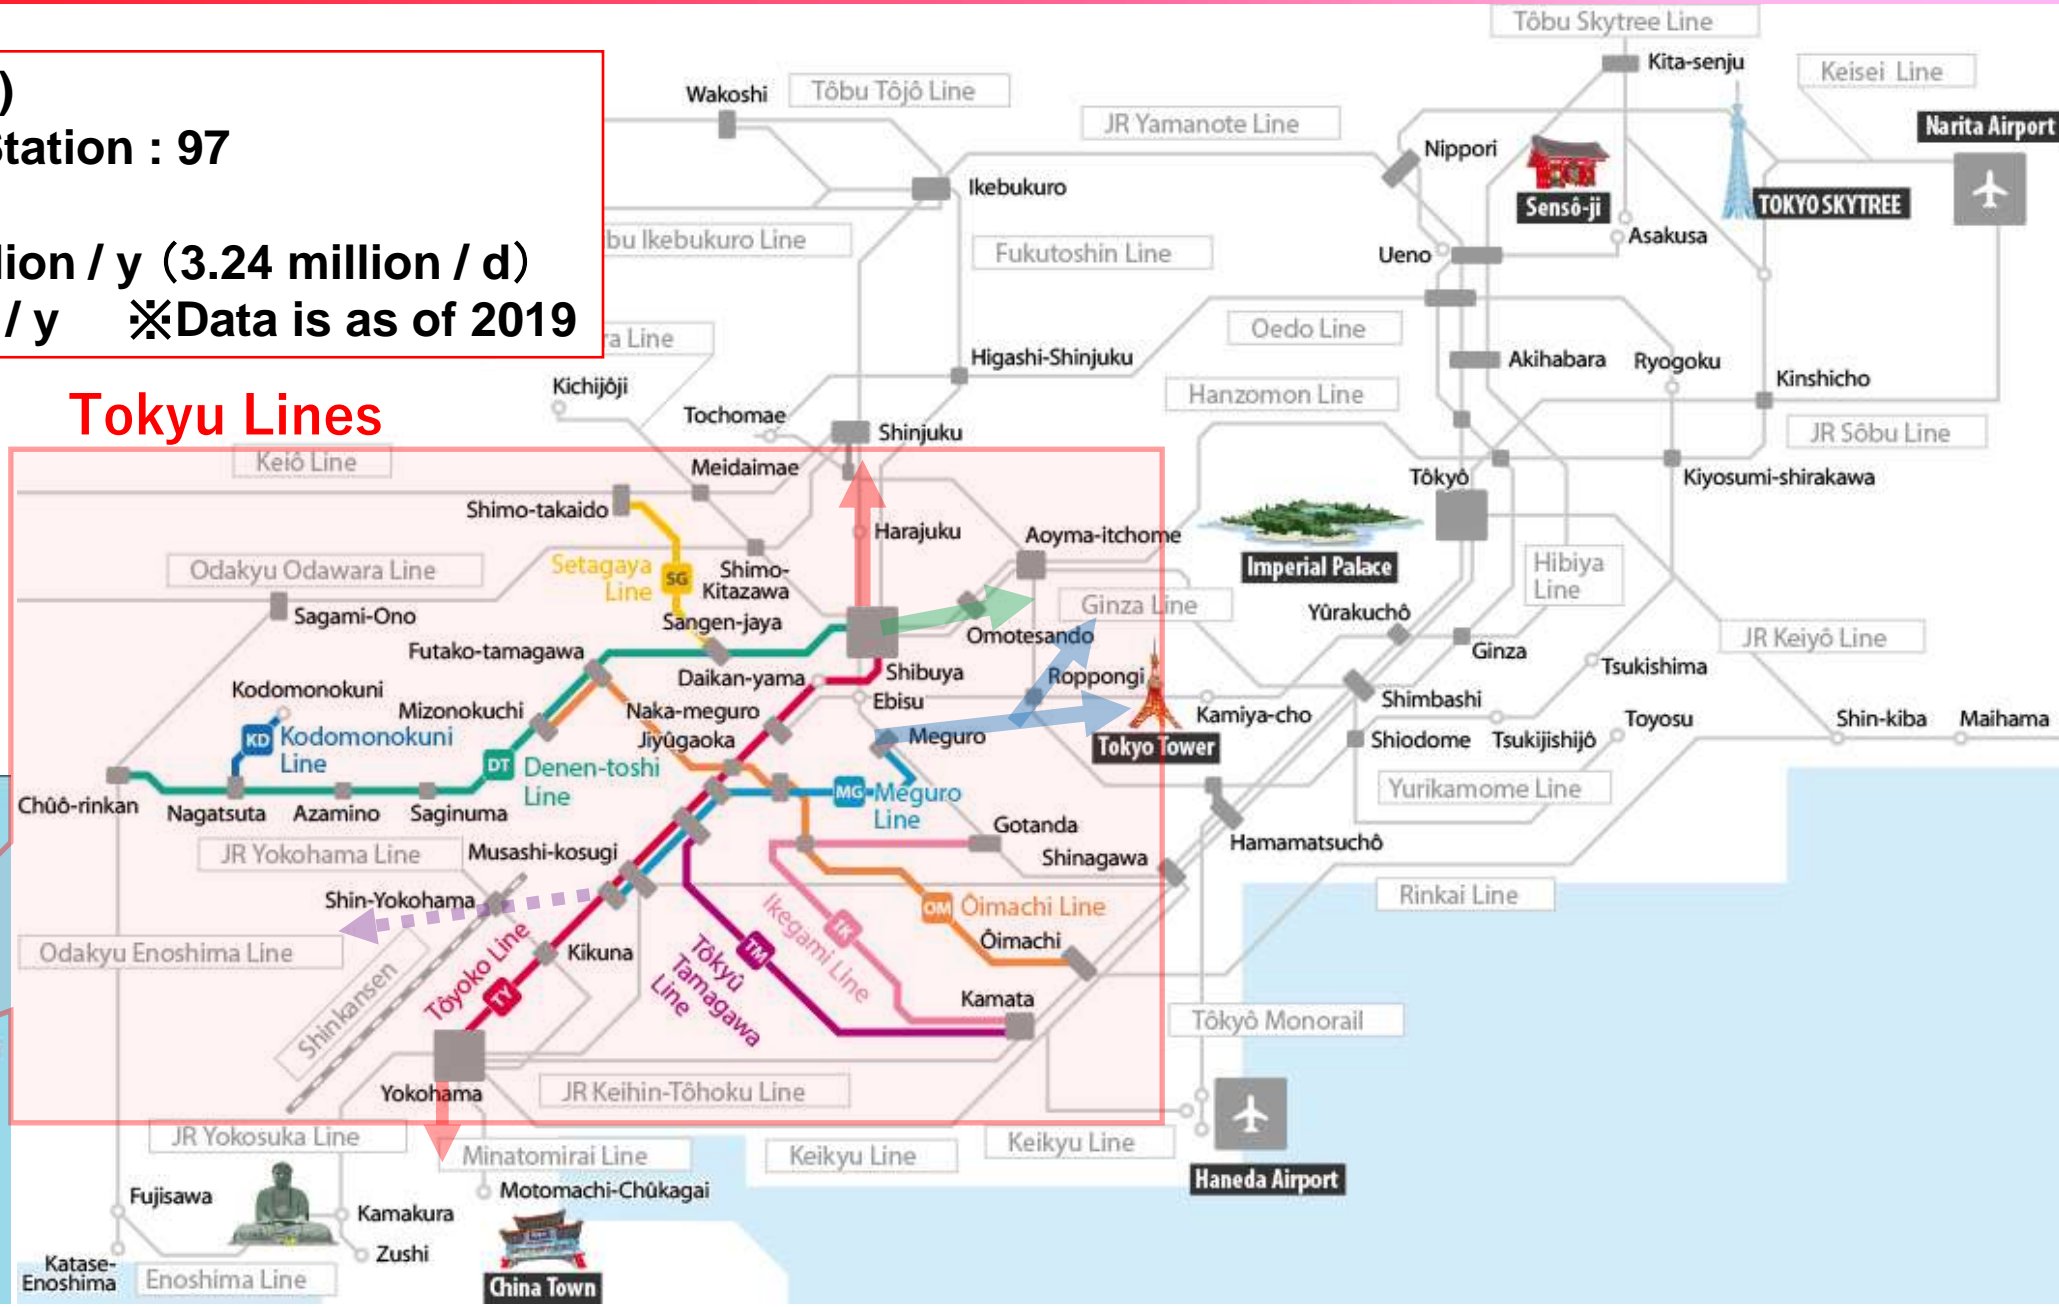 )
Station : 97
lion / y（3.24 million / d）
/ y ※Data is as of 2019
Tokyu Lines
Tôbu Skytree Line
Kita-senju
Keisei Line
Narita Airport
Wakoshi
Tôbu Tôjô Line
JR Yamanote Line
Nippori
Ikebukuro
Sensô-ji
TOKYO SKYTREE
Asakusa
bu Ikebukuro Line
Fukutoshin Line
Ueno
ra Line
Oedo Line
Higashi-Shinjuku
Akihabara
Ryogoku
Kinshicho
Kichijôji
Hanzomon Line
Tochomae
Shinjuku
JR Sôbu Line
Keiô Line
Meidaimae
Tôkyô
Kiyosumi-shirakawa
Shimo-takaido
Harajuku
Aoyma-itchome
Imperial Palace
Hibiya
Line
Odakyu Odawara Line
Setagaya
Line
SG
Shimo-
Kitazawa
Sagami-Ono
Sangen-jaya
Ginza Line
Yûrakuchô
Omotesando
Ginza
JR Keiyô Line
Futako-tamagawa
Daikan-yama
Shibuya
Roppongi
Tsukishima
Kodomonokuni
Ebisu
Shimbashi
Mizonokuchi
Naka-meguro
Kamiya-cho
Toyosu
Shin-kiba
Maihama
KD
Kodomonokuni
Line
Jiyûgaoka
Meguro
Tokyo Tower
Shiodome
Tsukijishijô
DT
Denen-toshi
Line
MG
Meguro
Line
Yurikamome Line
Chûô-rinkan
Nagatsuta
Azamino
Saginuma
Gotanda
Hamamatsuchô
JR Yokohama Line
Musashi-kosugi
Shinagawa
Shin-Yokohama
Rinkai Line
OM
Ôimachi Line
Odakyu Enoshima Line
Kikuna
Ôimachi
Shinkansen
Tôyoko Line
TY
Tôkyû
Tamagawa
Line
TM
Ikegami Line
IK
Kamata
Tôkyô Monorail
Yokohama
JR Keihin-Tôhoku Line
JR Yokosuka Line
Minatomirai Line
Keikyu Line
Keikyu Line
Haneda Airport
Fujisawa
Kamakura
Motomachi-Chûkagai
Zushi
Katase-
Enoshima
Enoshima Line
China Town